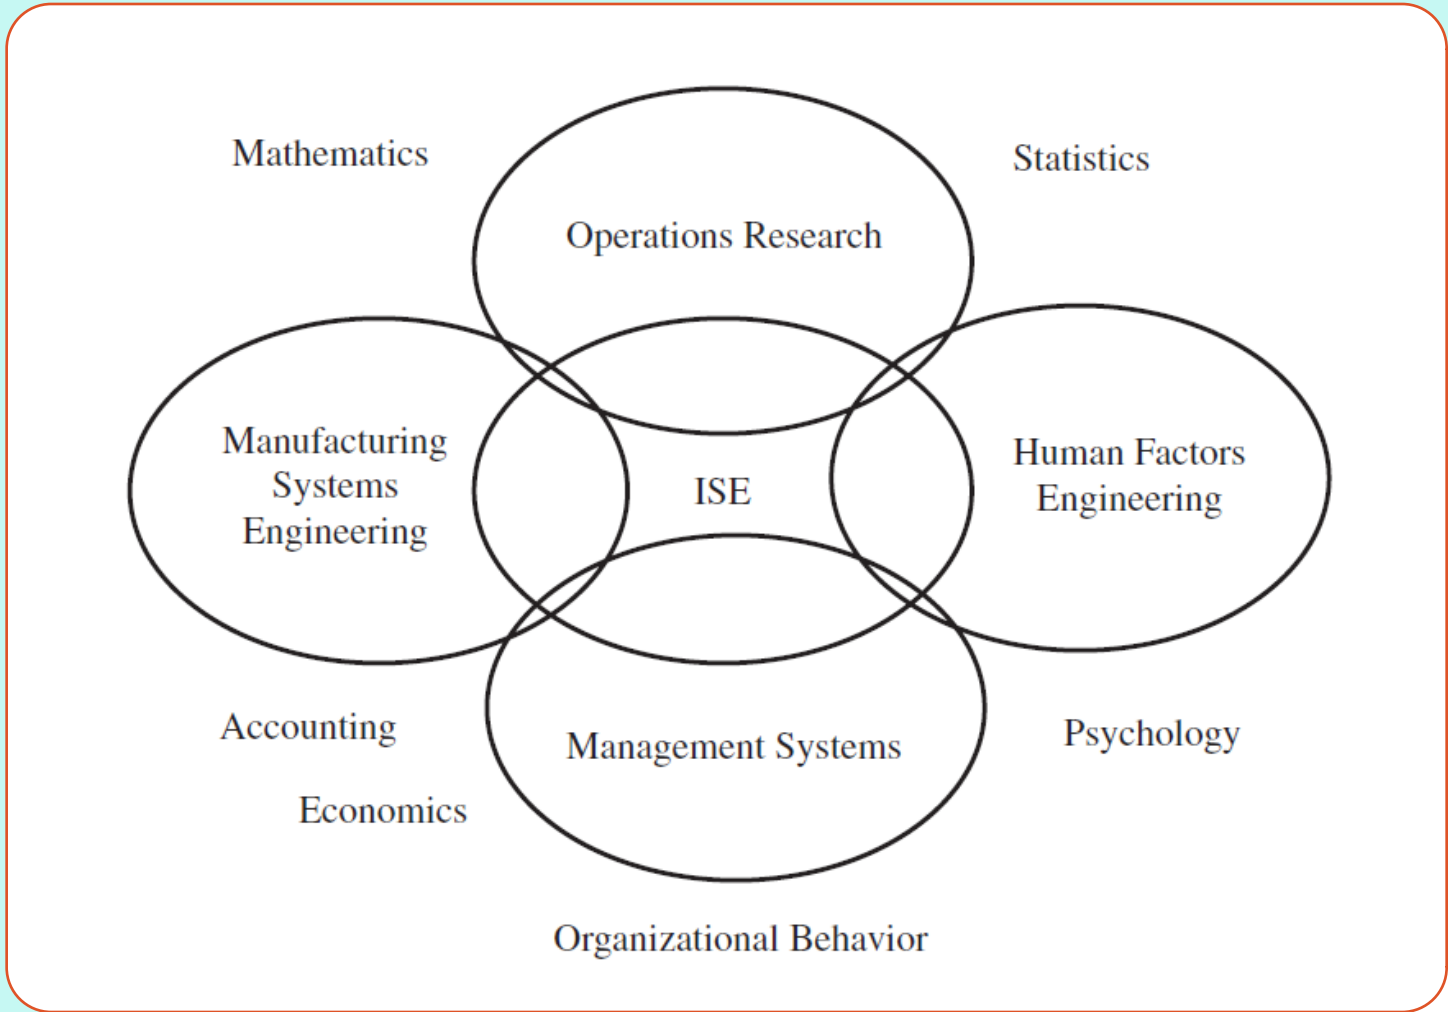 Mathematics
Statistics
Operations Research
Manufacturing
Systems
Engineering
ISE
Human Factors
Engineering
Accounting
Management Systems
Psychology
Economics
Organizational Behavior